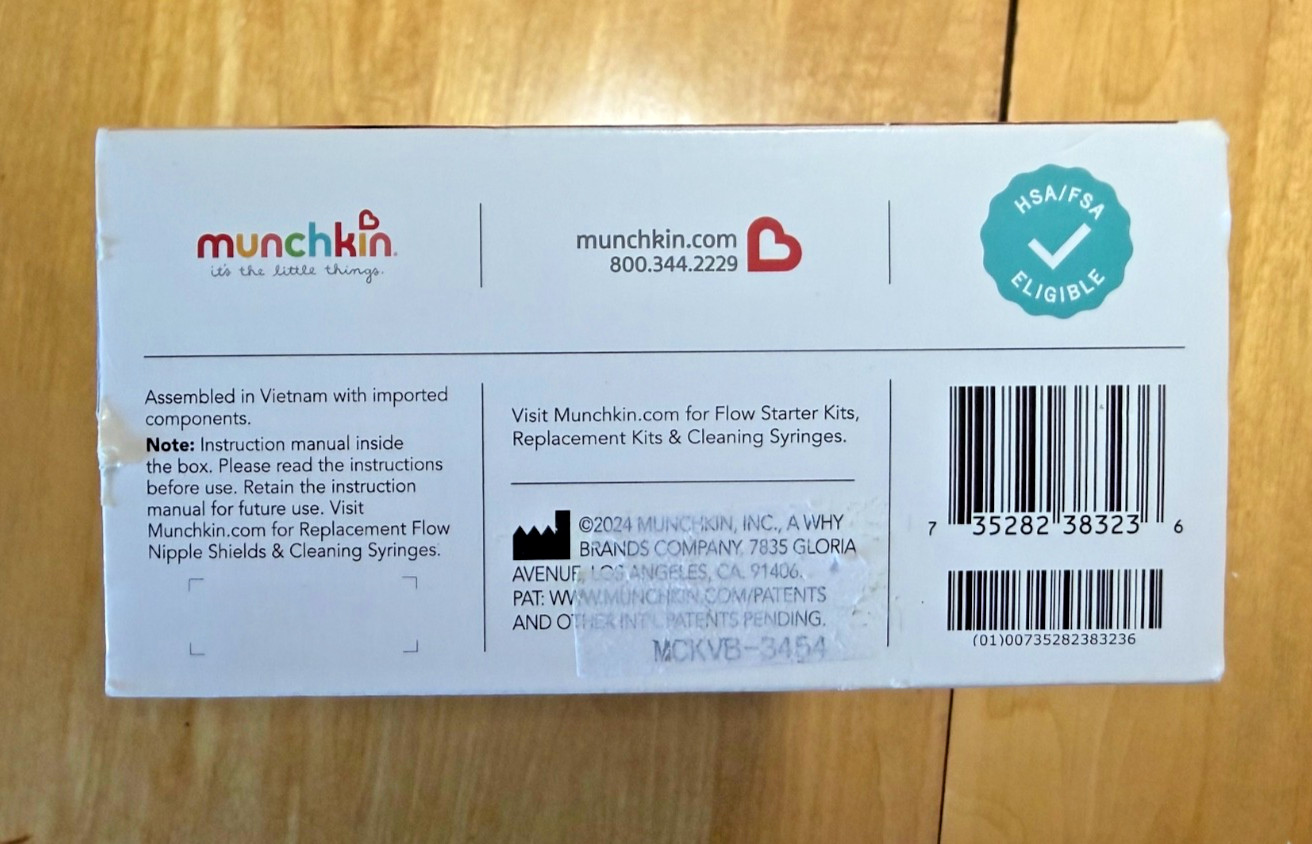 munchkin.
it's the little things.
munchkin.com
800.344.2229
HSA/FSA
ELIGIBLE
Assembled in Vietnam with imported
components.
Note: Instruction manual inside
the box. Please read the instructions
before use. Retain the instruction
manual for future use. Visit
Munchkin.com for Replacement Flow
Nipple Shields & Cleaning Syringes.
Visit Munchkin.com for Flow Starter Kits,
Replacement Kits & Cleaning Syringes.
©2024 MUNCHKIN, INC., A WHY
BRANDS COMPANY. 7835 GLORIA
AVENUE, LOS ANGELES, CA. 91406.
PAT: WWW.MUNCHKIN.COM/PATENTS
AND OTHER INT'L PATENTS PENDING.
MCKVB-3454
7 35282 38323 6
(01)00735282383236